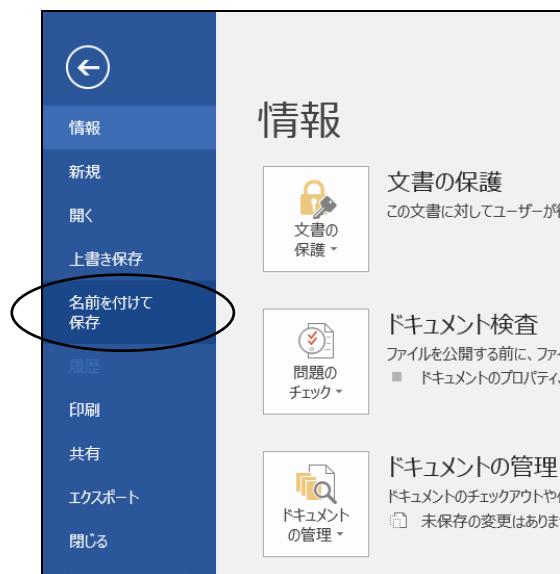 情報
新規
開く
上書き保存
名前を付けて
保存
履歴
印刷
共有
エクスポート
閉じる
情報
文書の
保護
文書の保護
この文書に対してユーザーが
問題の
チェック
ドキュメント検査
ファイルを公開する前に、ファイ
ドキュメントのプロパティ、
ドキュメント
の管理
ドキュメントの管理
ドキュメントのチェックアウトや
未保存の変更はありま